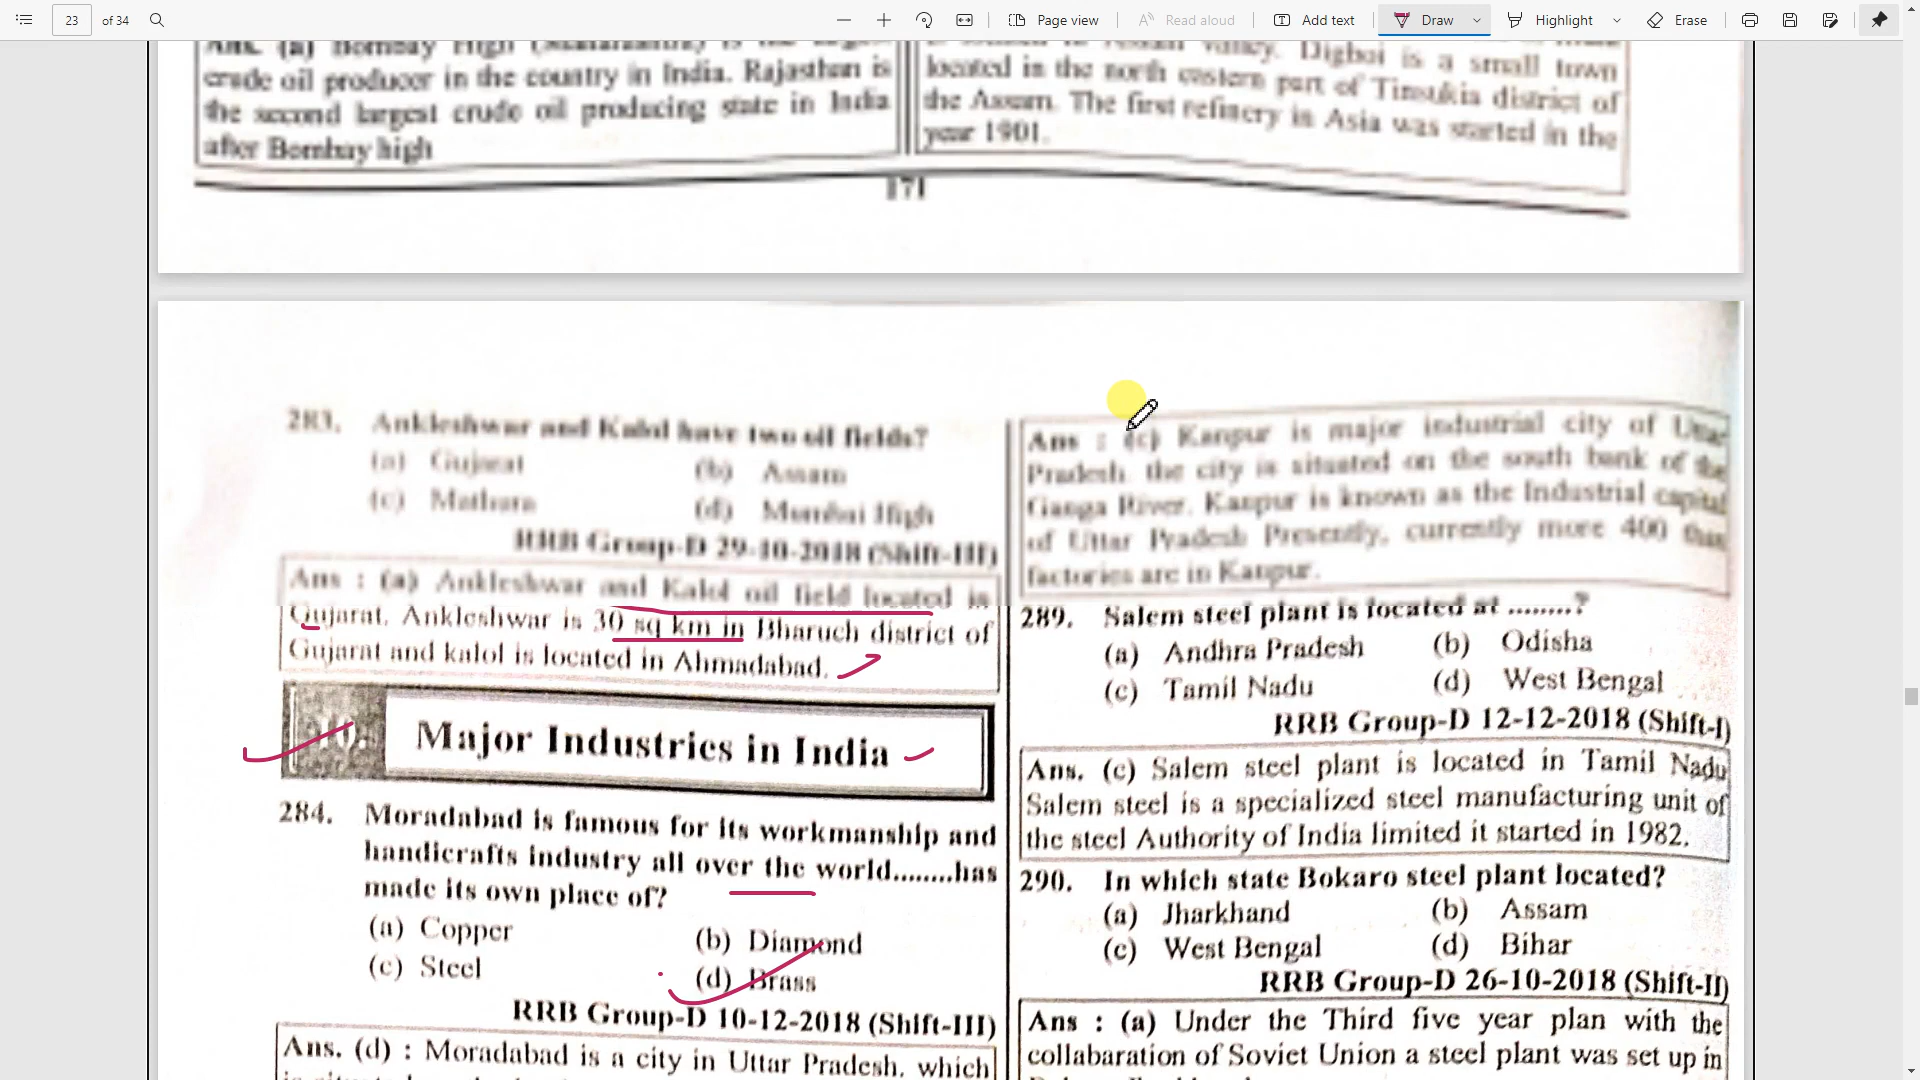 23 of 34 Page view Read aloud Add text Draw Highlight Erase
Ans. (a) Bombay High (Maharashtra) is the
crude oil producer in the country in India. Rajasthan is
the second largest crude oil producing state in India
after Bombay high
Valley. Digboi is a small town
located in the north eastern part of Tinsukia district of
the Assam. The first refinery in Asia was started in the
year 1901.
171
283. Ankleshwar and Kalol have two oil fields?
(a) Gujarat (b) Assam
(c) Mathura (d) Mumbai High
RRB Group-D 29-10-2018 (Shift-III)
Ans : (a) Ankleshwar and Kalol oil field located is
Gujarat. Ankleshwar is 30 sq km in Bharuch district of
Gujarat and kalol is located in Ahmadabad.
10. Major Industries in India
284. Moradabad is famous for its workmanship and
handicrafts industry all over the world........has
made its own place of?
(a) Copper (b) Diamond
(c) Steel (d) Brass
RRB Group-D 10-12-2018 (Shift-III)
Ans. (d) : Moradabad is a city in Uttar Pradesh, which
Ans : (c) Kanpur is major industrial city of Uttar
Pradesh. the city is situated on the south bank of the
Ganga River. Kanpur is known as the Industrial capital
of Uttar Pradesh Presently, currently more 400 than
factories are in Kanpur.
289. Salem steel plant is located at ........?
(a) Andhra Pradesh (b) Odisha
(c) Tamil Nadu (d) West Bengal
RRB Group-D 12-12-2018 (Shift-I)
Ans. (c) Salem steel plant is located in Tamil Nadu
Salem steel is a specialized steel manufacturing unit of
the steel Authority of India limited it started in 1982.
290. In which state Bokaro steel plant located?
(a) Jharkhand (b) Assam
(c) West Bengal (d) Bihar
RRB Group-D 26-10-2018 (Shift-II)
Ans : (a) Under the Third five year plan with the
collabaration of Soviet Union a steel plant was set up in